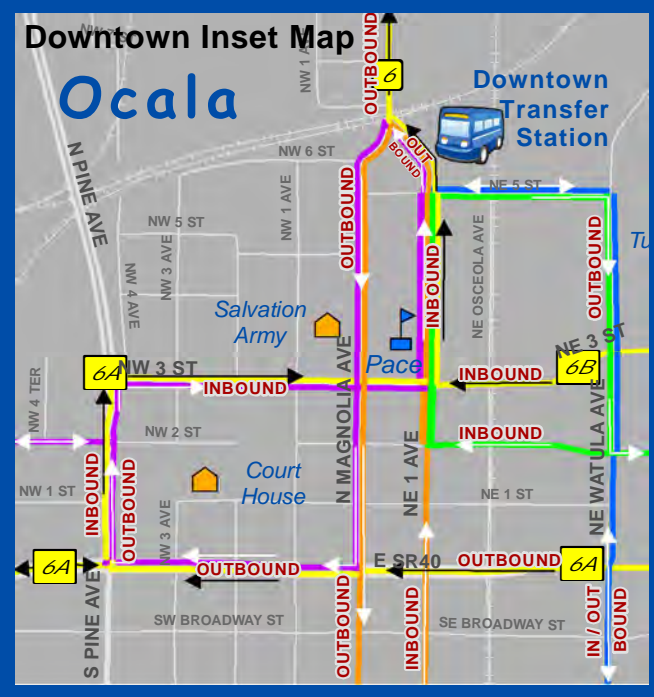 Downtown Inset Map
Ocala
OUTBOUND
6
NW 1 AVE
Downtown
Transfer
Station
N PINE AVE
NW 6 ST
OUT
BOUND
OUTBOUND
NE 5 ST
NW 1 AVE
NW 5 ST
NW 3 AVE
NW 4 AVE
NE OSCEOLA AVE
OUTBOUND
Tu
INBOUND
Salvation
Army
Pace
NE 3 ST
6A
NW 3 ST
INBOUND
INBOUND
6B
NW 4 TER
N MAGNOLIA AVE
NE 1 AVE
NE WATULA AVE
NW 2 ST
INBOUND
Court
House
NW 1 ST
NE 1 ST
INBOUND
OUTBOUND
NW 3 AVE
6A
OUTBOUND
E SR40
OUTBOUND
6A
S PINE AVE
SW BROADWAY ST
OUTBOUND
INBOUND
SE BROADWAY ST
IN / OUT
BOUND